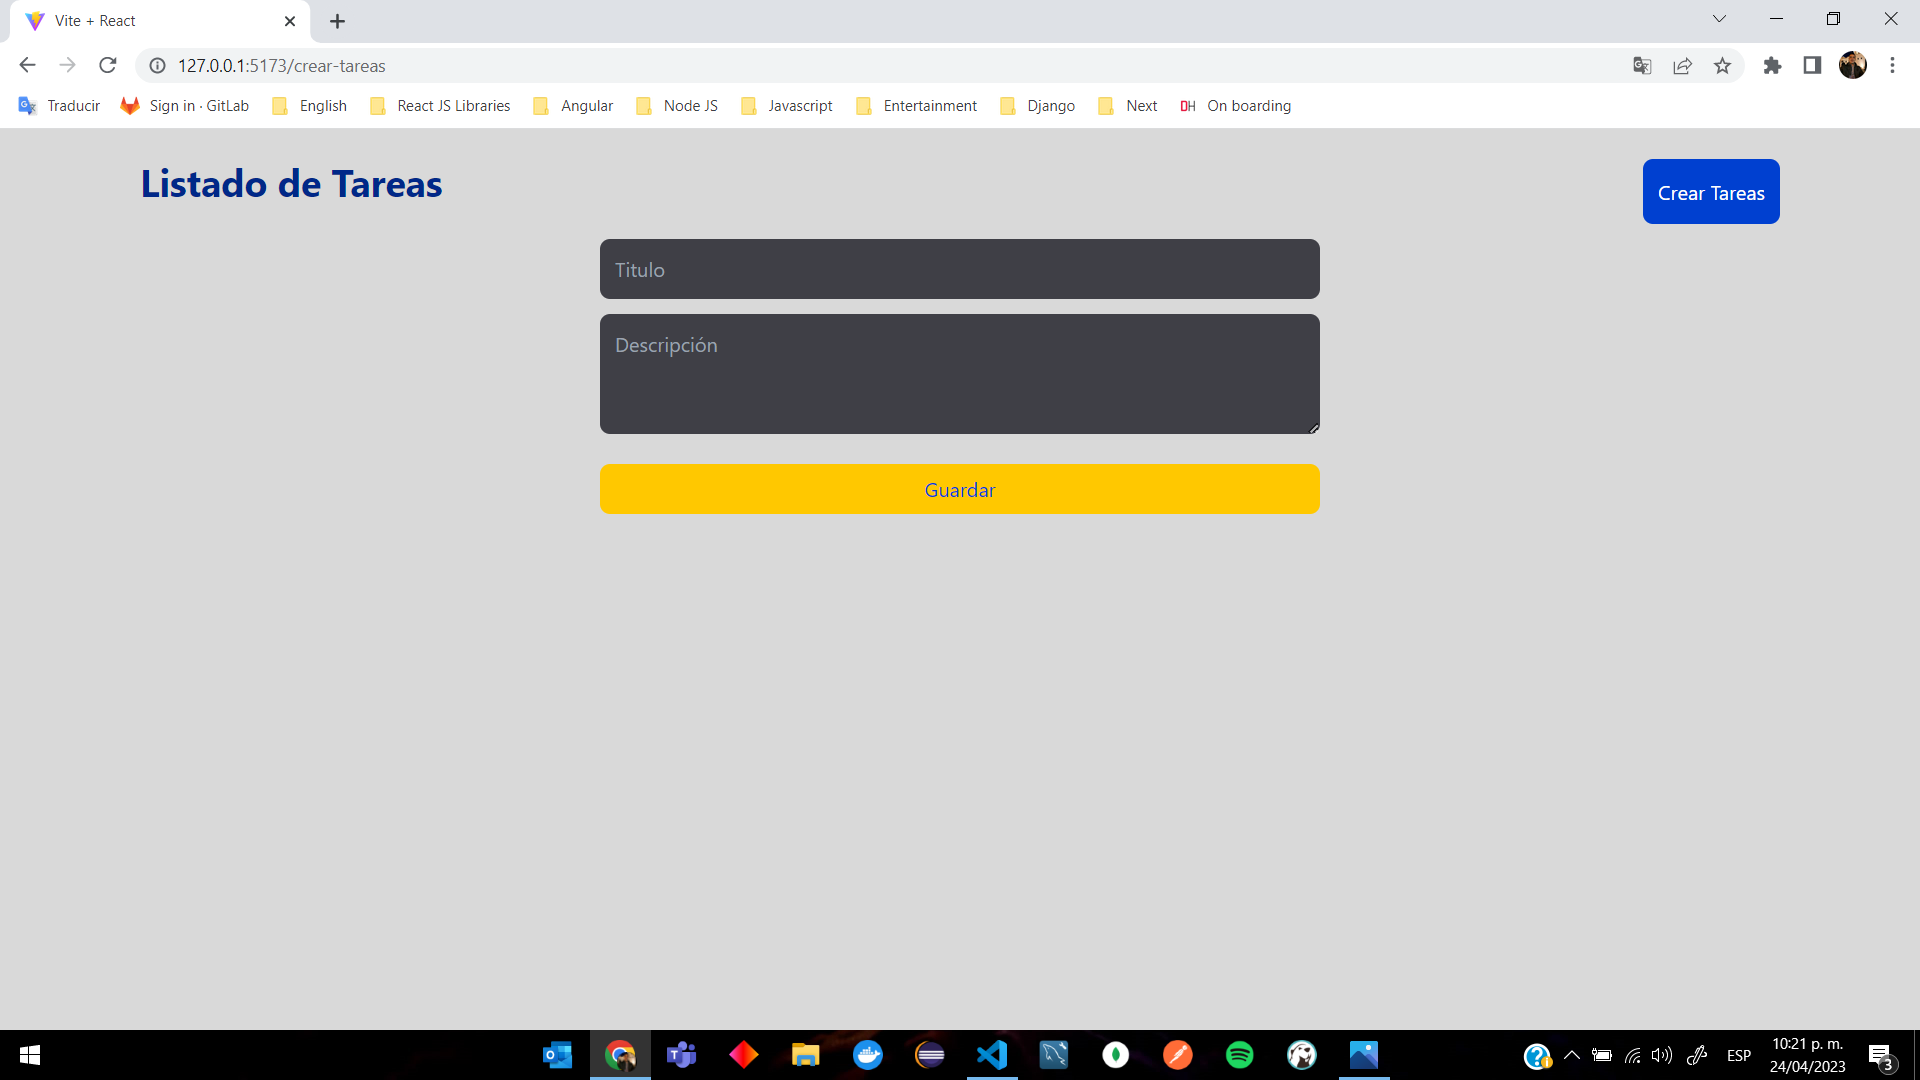 Vite + React
127.0.0.1:5173/crear-tareas
Traducir Sign in · GitLab English React JS Libraries Angular Node JS Javascript Entertainment Django Next DH On boarding
Listado de Tareas
Crear Tareas
Titulo
Descripción
Guardar
ESP
10:21 p. m.
24/04/2023
3